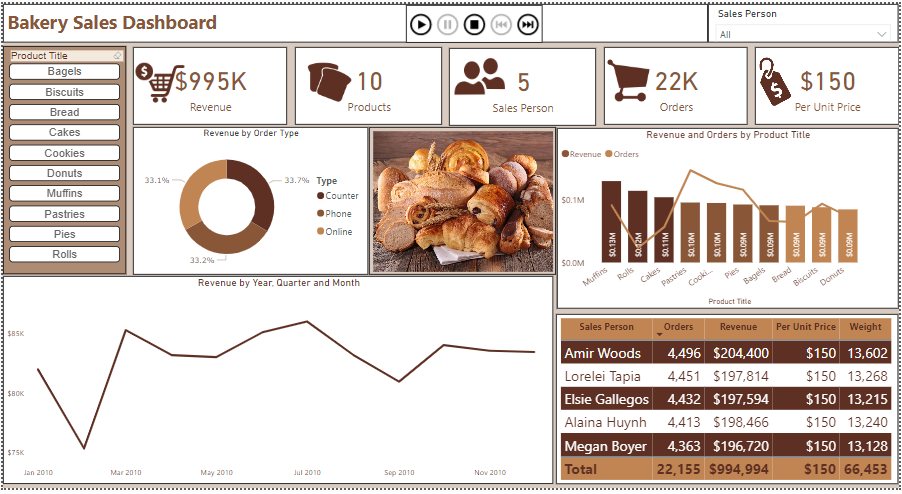 Bakery Sales Dashboard
Sales Person
All
Product Title
Bagels
Biscuits
Bread
Cakes
Cookies
Donuts
Muffins
Pastries
Pies
Rolls
$995K
Revenue
10
Products
5
Sales Person
22K
Orders
$150
Per Unit Price
Revenue by Order Type
33.1%
33.7%
33.2%
Type
Counter
Phone
Online
Revenue and Orders by Product Title
Revenue Orders
$0.1M
$0.0M
$0.13M $0.12M $0.11M $0.10M $0.10M $0.09M $0.09M $0.09M $0.09M $0.09M
Muffins Rolls Cakes Pastries Cooki... Pies Bagels Bread Biscuits Donuts
Product Title
Revenue by Year, Quarter and Month
$85K
$80K
$75K
Jan 2010 Mar 2010 May 2010 Jul 2010 Sep 2010 Nov 2010
Sales Person Orders Revenue Per Unit Price Weight
Amir Woods 4,496 $204,400 $150 13,602
Lorelei Tapia 4,451 $197,814 $150 13,268
Elsie Gallegos 4,432 $197,594 $150 13,215
Alaina Huynh 4,413 $198,466 $150 13,240
Megan Boyer 4,363 $196,720 $150 13,128
Total 22,155 $994,994 $150 66,453